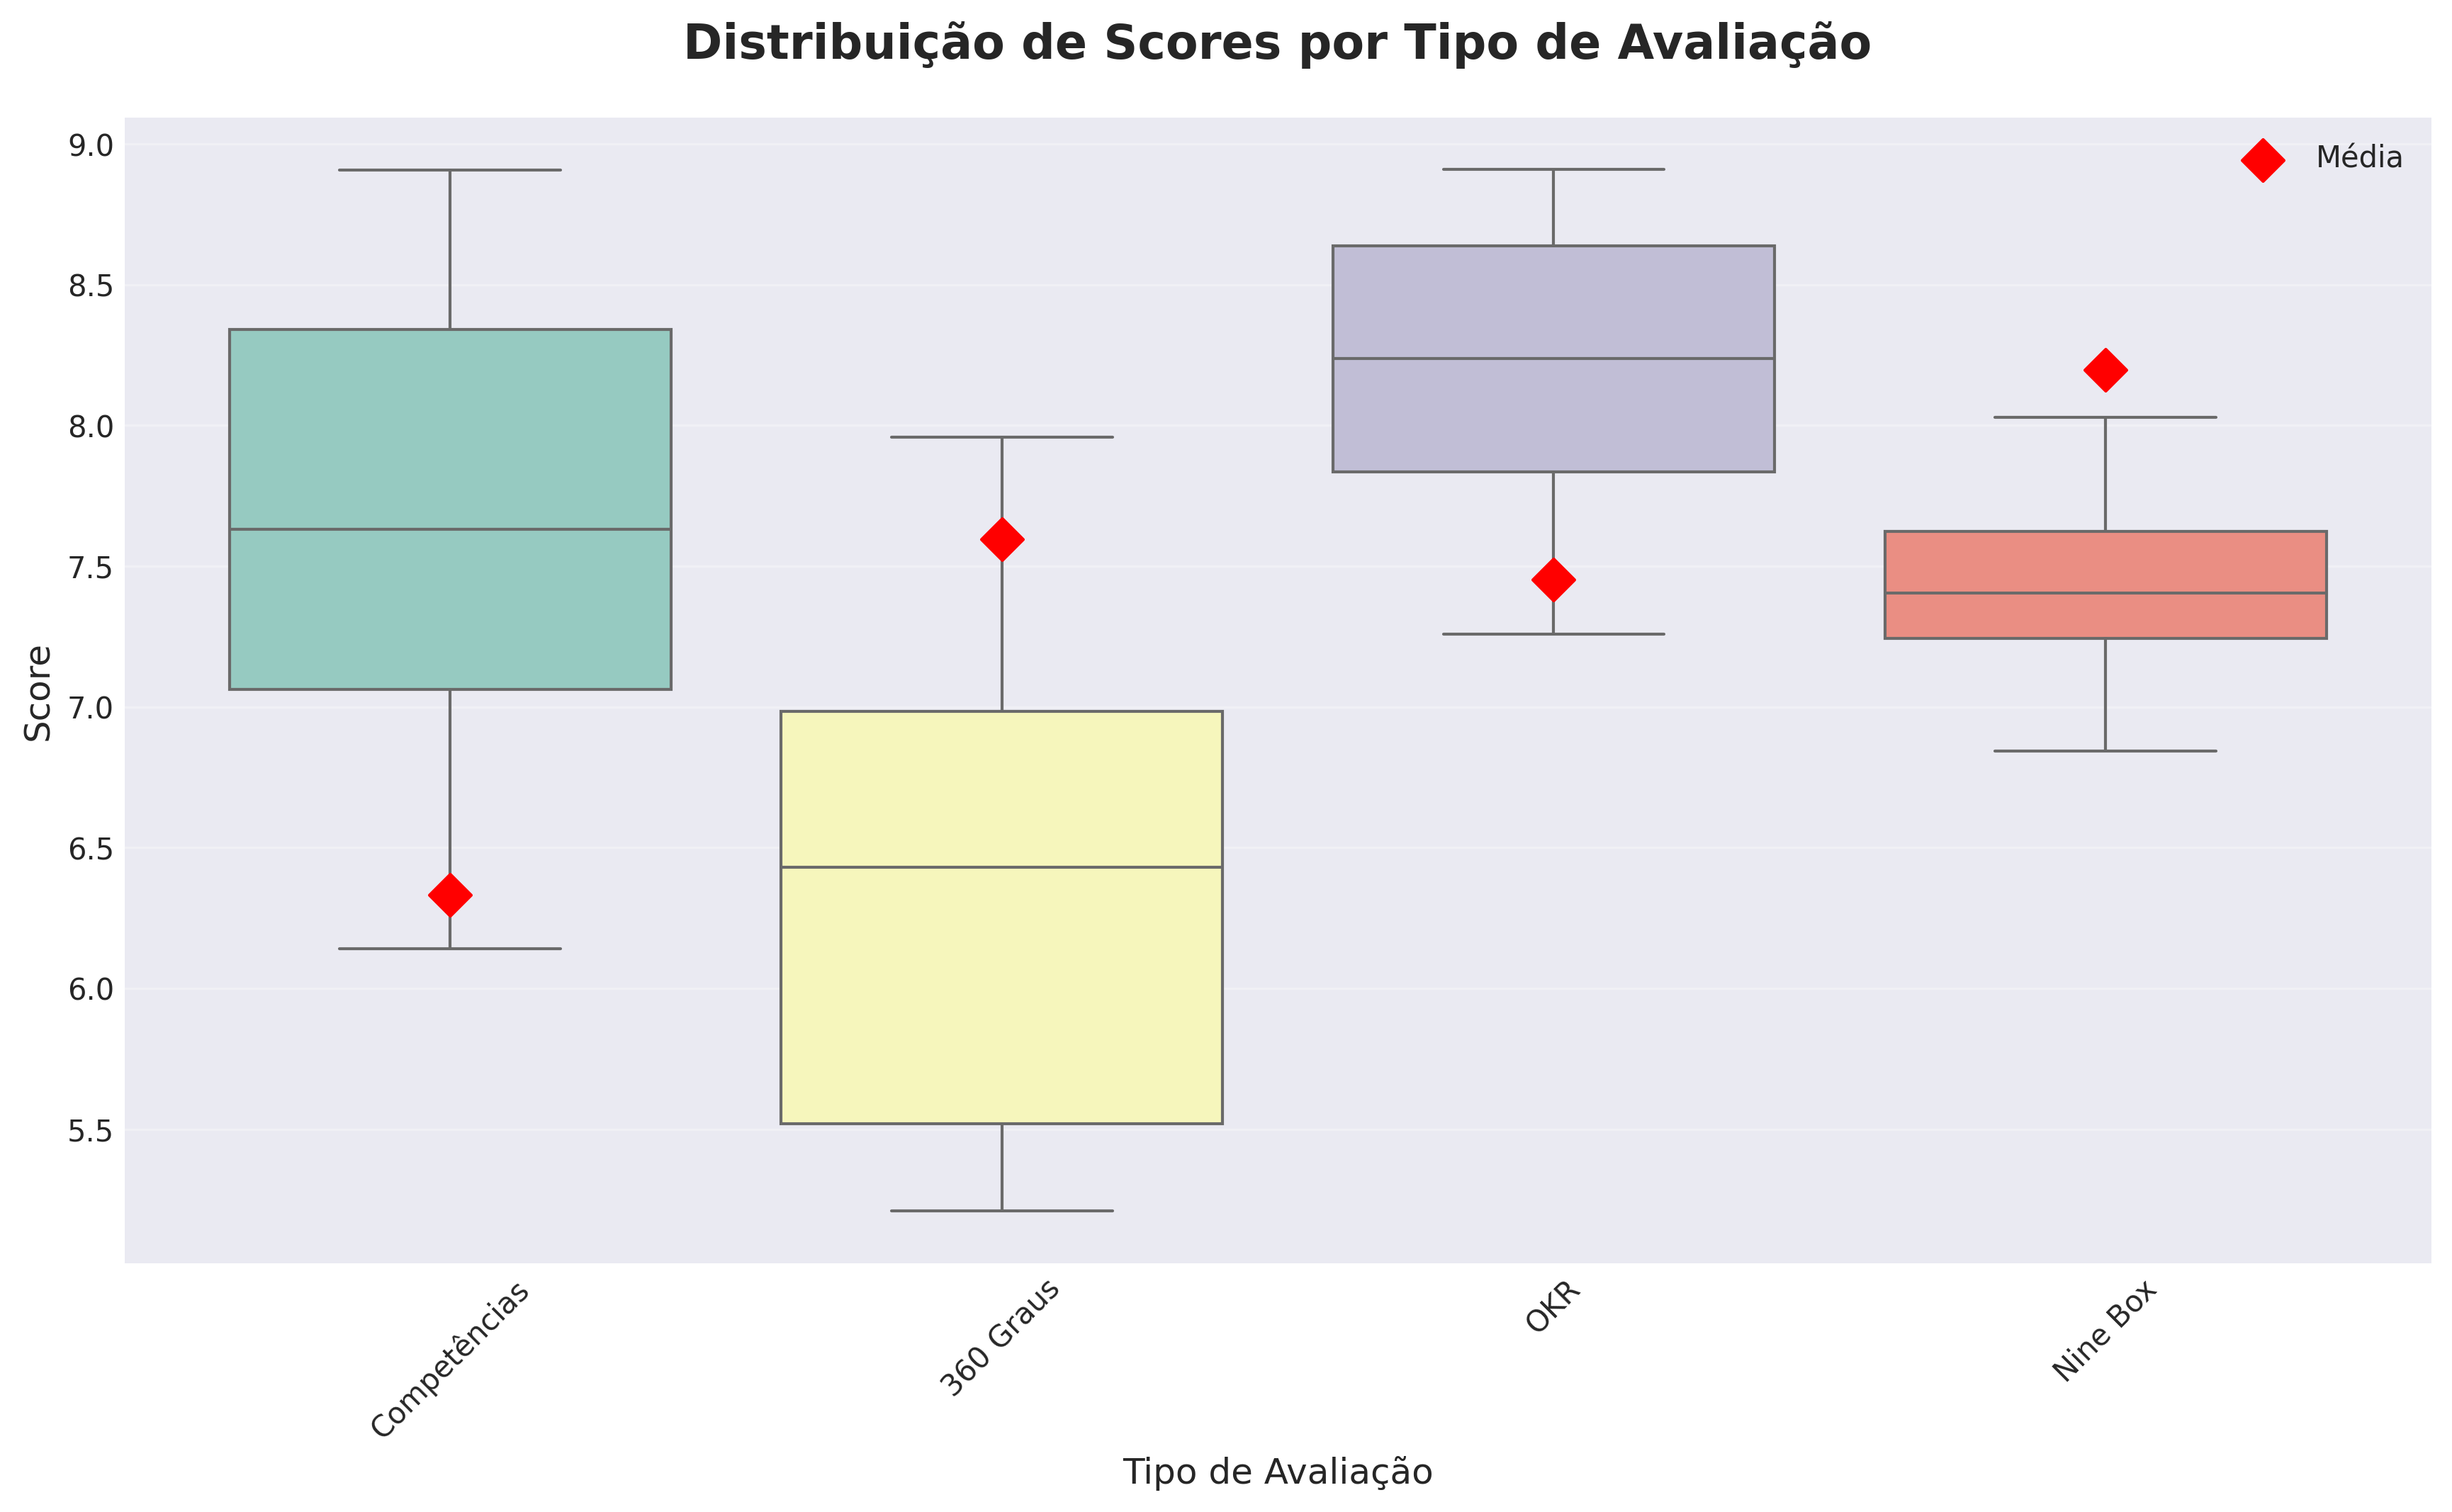 Distribuição de Scores por Tipo de Avaliação
Média
Score
9.0
8.5
8.0
7.5
7.0
6.5
6.0
5.5
Competências
360 Graus
OKR
Nine Box
Tipo de Avaliação